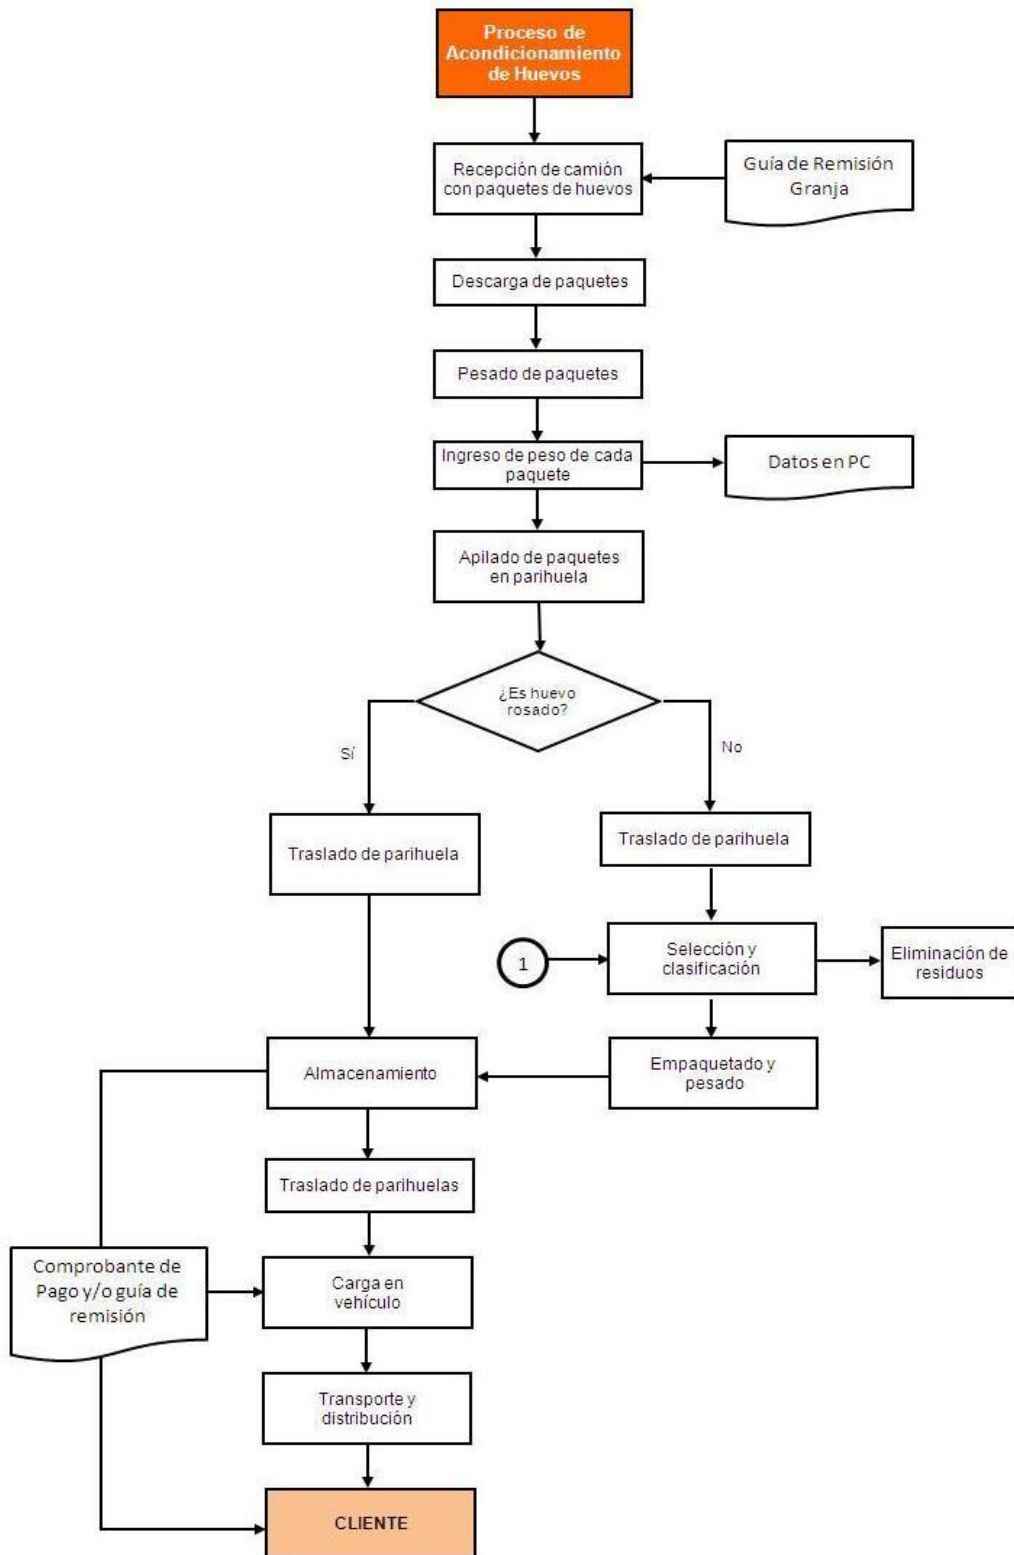 Proceso de
Acondicionamiento
de Huevos
Recepción de camión
con paquetes de huevos
Guía de Remisión
Granja
Descarga de paquetes
Pesado de paquetes
Ingreso de peso de cada
paquete
Datos en PC
Apilado de paquetes
en parihuela
¿Es huevo
rosado?
Sí
No
Traslado de parihuela
Traslado de parihuela
1
Selección y
clasificación
Eliminación de
residuos
Almacenamiento
Empaquetado y
pesado
Traslado de parihuelas
Comprobante de
Pago y/o guía de
remisión
Carga en
vehículo
Transporte y
distribución
CLIENTE